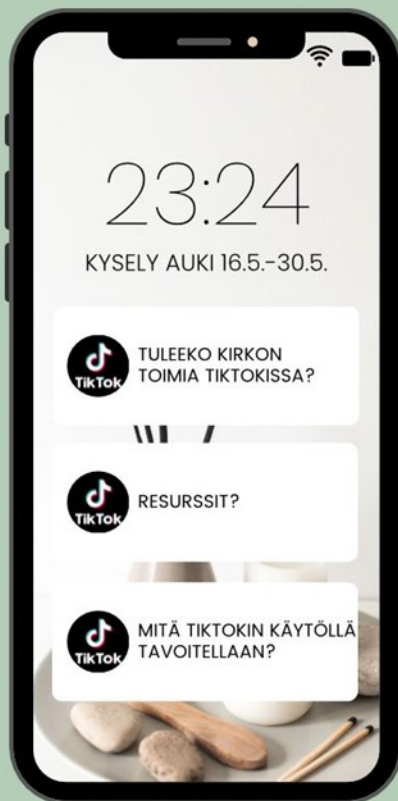 23:24
KYSELY AUKI 16.5.-30.5.
TikTok
TULEEKO KIRKON
TOIMIA TIKTOKISSA?
TikTok
RESURSSIT?
TikTok
MITÄ TIKTOKIN KÄYTÖLLÄ
TAVOITELLAAN?